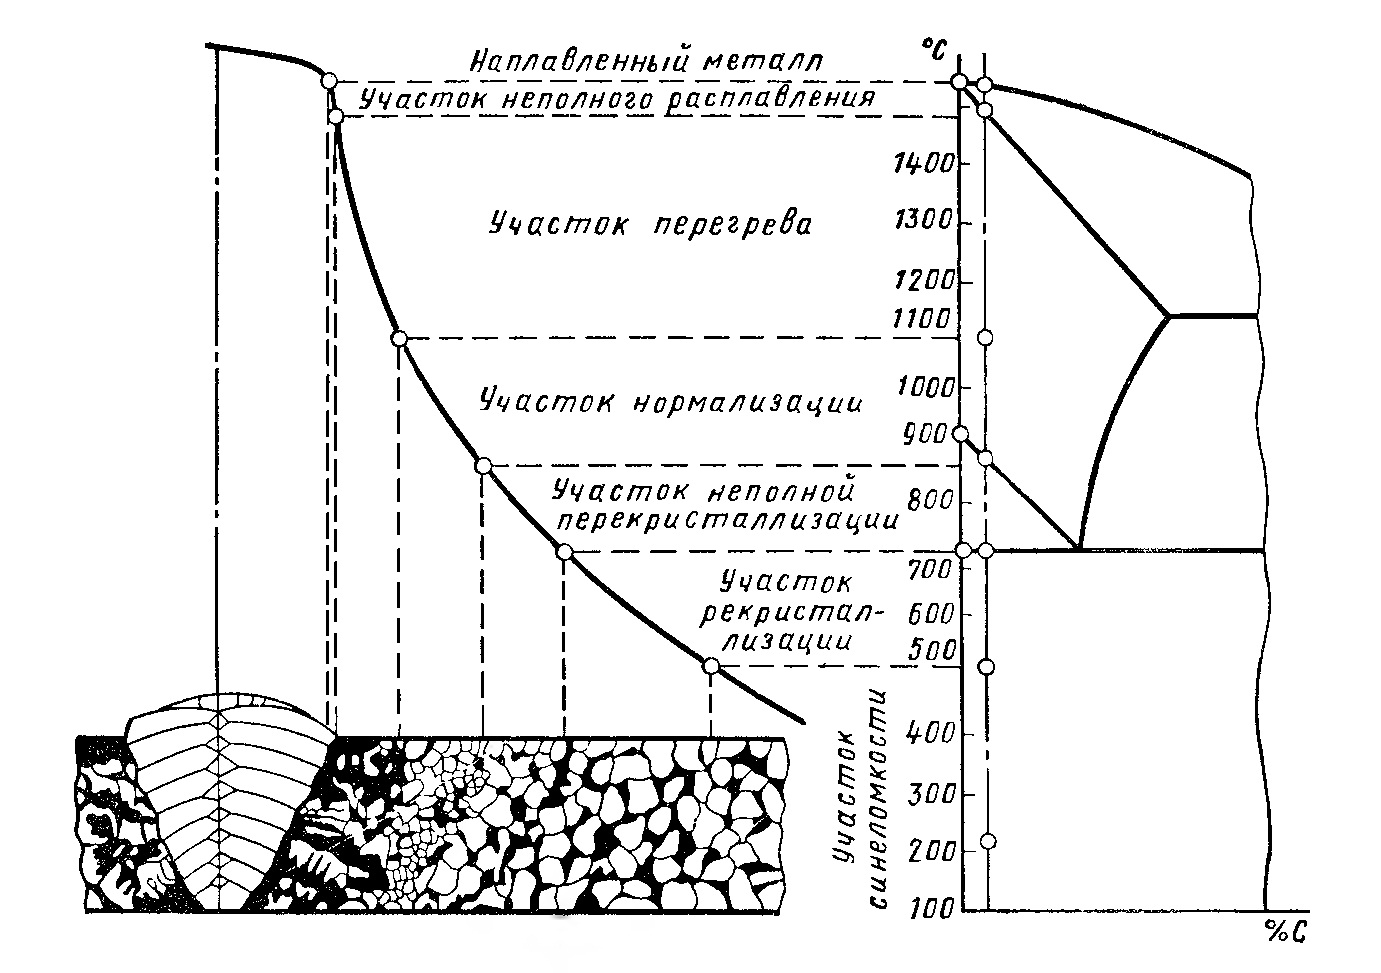 Наплавленный металл
°С
Участок неполного расплавления
1400
Участок перегрева
1300
1200
1100
Участок нормализации
1000
900
Участок неполной
перекристаллизации
800
700
Участок
рекристал-
лизации
600
500
Участок
синеломкости
400
300
200
100
%С